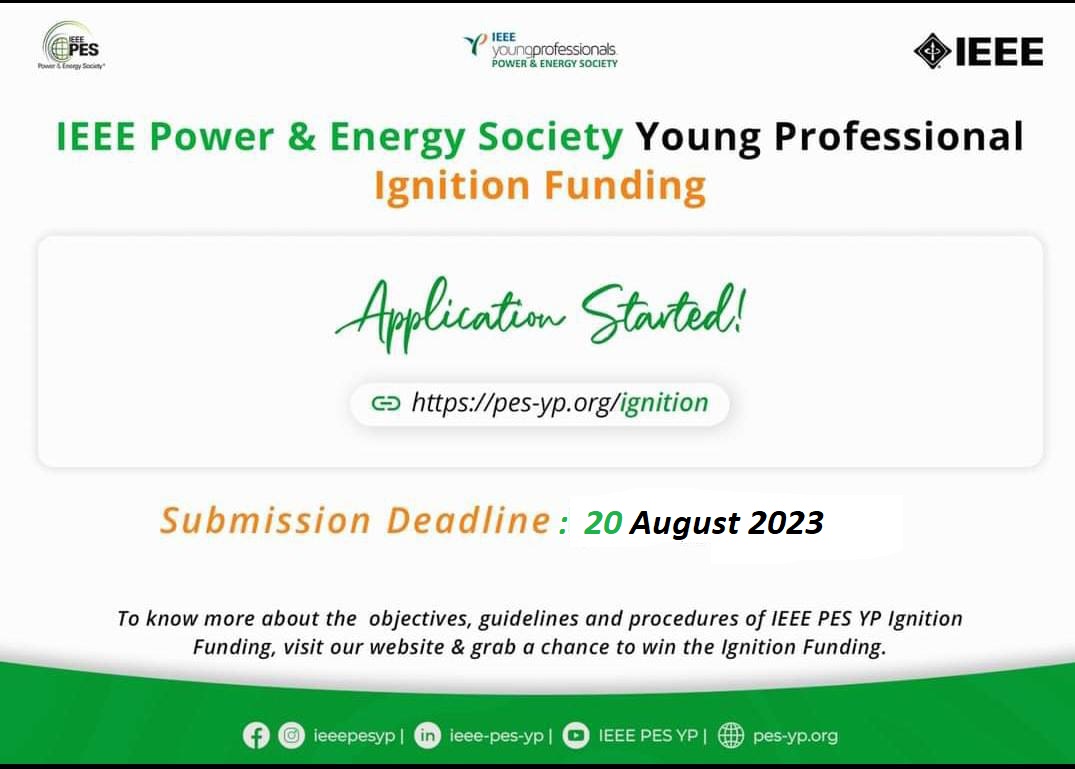 IEEE
PES
Power & Energy Society®
IEEE
youngprofessionals
POWER & ENERGY SOCIETY
IEEE
IEEE Power & Energy Society Young Professional
Ignition Funding
Application Started!
https://pes-yp.org/ignition
Submission Deadline : 20 August 2023
To know more about the objectives, guidelines and procedures of IEEE PES YP Ignition
Funding, visit our website & grab a chance to win the Ignition Funding.
ieeepesyp | in ieee-pes-yp | IEEE PES YP | pes-yp.org